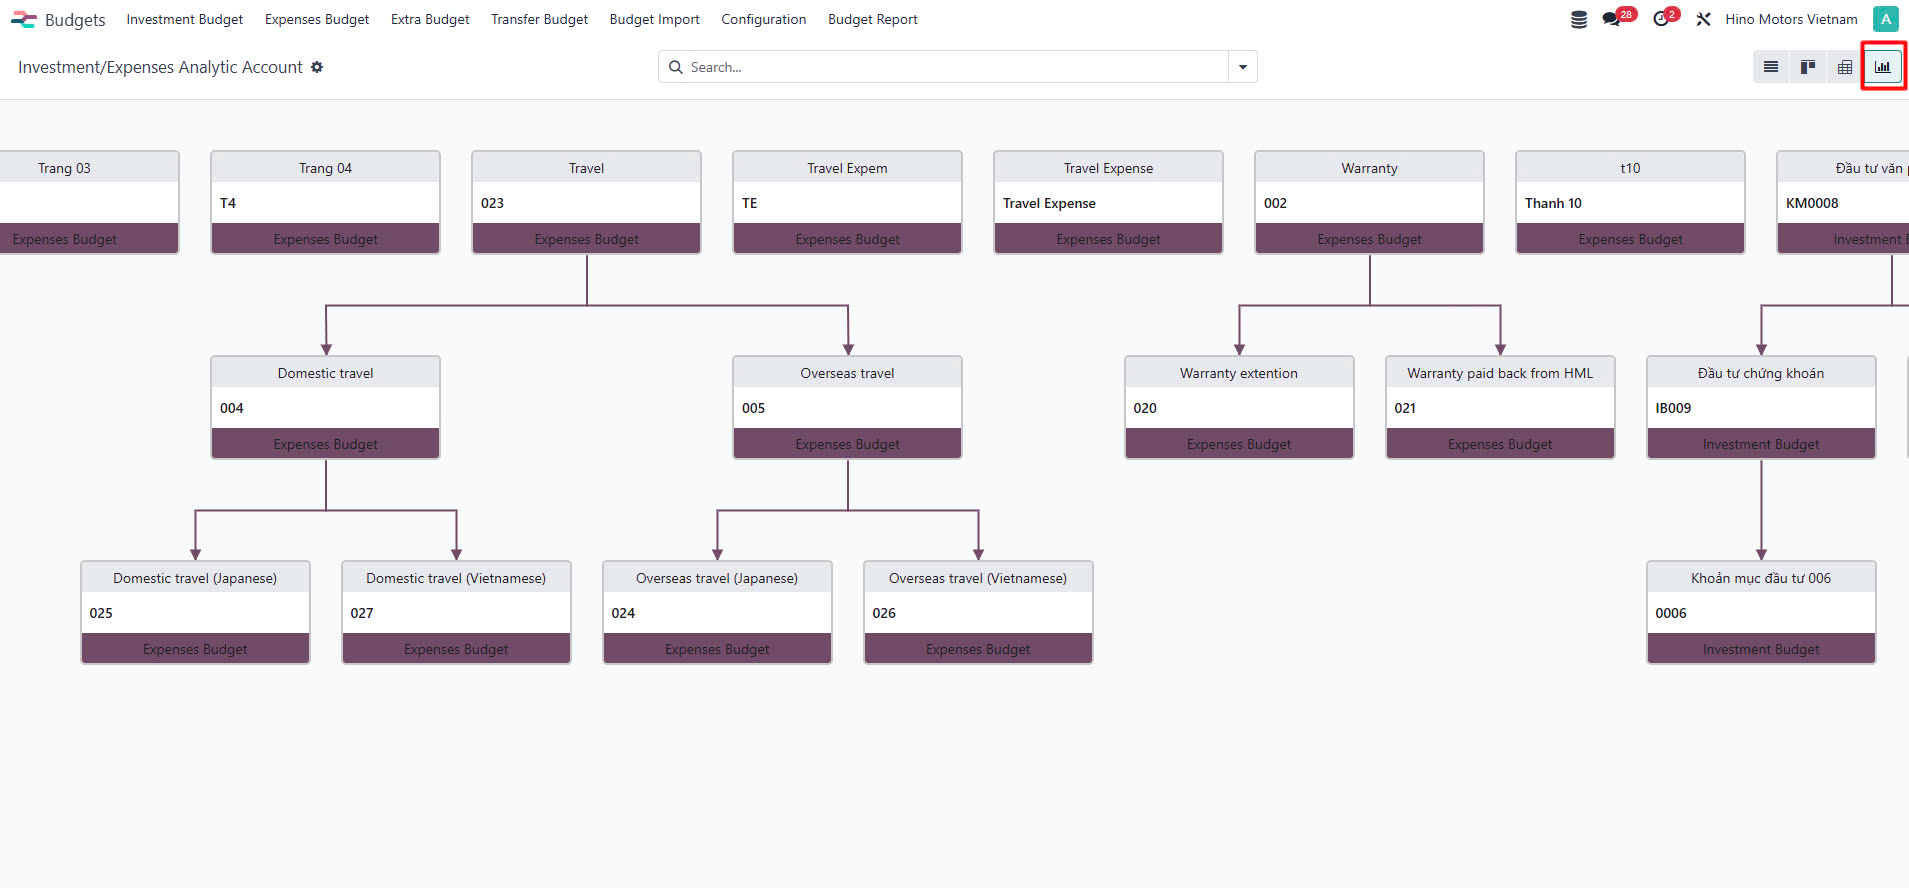 Budgets Investment Budget Expenses Budget Extra Budget Transfer Budget Budget Import Configuration Budget Report 28 2 Hino Motors Vietnam A
Investment/Expenses Analytic Account Search...
Trang 03 Trang 04 Travel Travel Expem Travel Expense Warranty t10 Đầu tư văn
T4 023 TE Travel Expense 002 Thanh 10 KM0008
Expenses Budget Expenses Budget Expenses Budget Expenses Budget Expenses Budget Expenses Budget Expenses Budget Investment
Domestic travel Overseas travel Warranty extention Warranty paid back from HML Đầu tư chứng khoán
004 005 020 021 IB009
Expenses Budget Expenses Budget Expenses Budget Expenses Budget Investment Budget
Domestic travel (Japanese) Domestic travel (Vietnamese) Overseas travel (Japanese) Overseas travel (Vietnamese) Khoản mục đầu tư 006
025 027 024 026 0006
Expenses Budget Expenses Budget Expenses Budget Expenses Budget Investment Budget